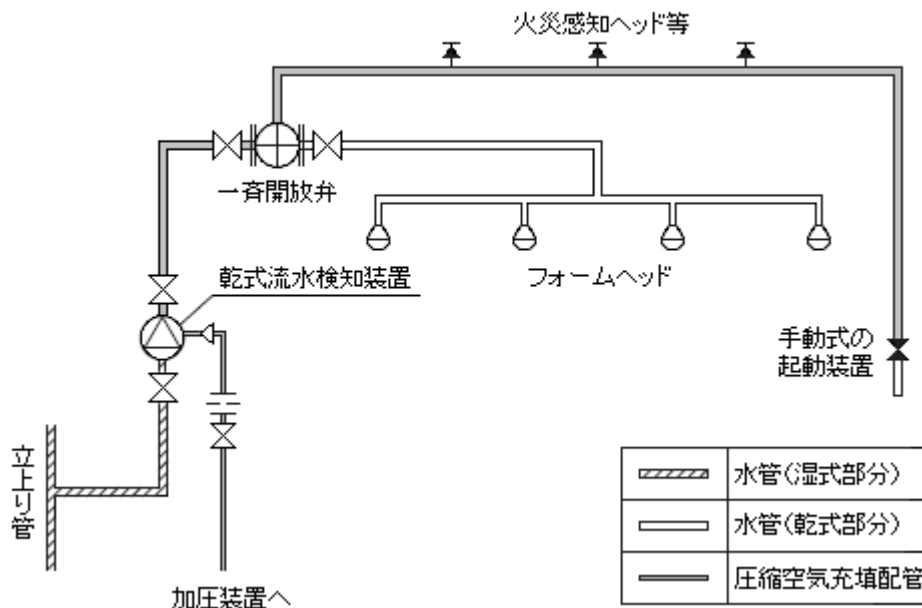 火災感知ヘッド等
一斉開放弁
乾式流水検知装置
フォームヘッド
手動式の
起動装置
立上り管
加圧装置へ
水管(湿式部分)
水管(乾式部分)
圧縮空気充填配管